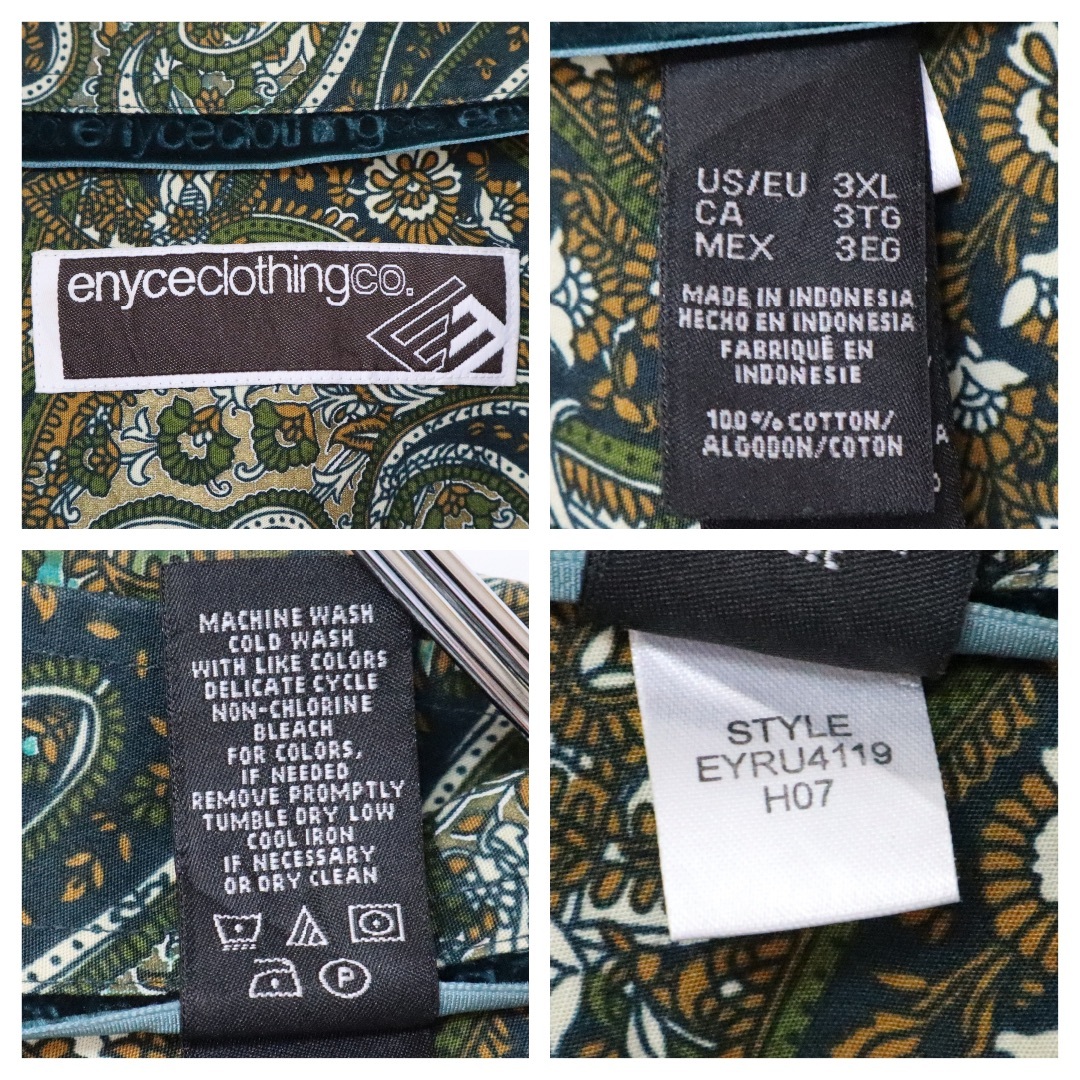 enyceclothing
enyceclothingco.
US/EU 3XL
CA 3TG
MEX 3EG
MADE IN INDONESIA
HECHO EN INDONESIA
FABRIQUÉ EN
INDONESIE
100% COTTON/
ALGODON/COTON
MACHINE WASH
COLD WASH
WITH LIKE COLORS
DELICATE CYCLE
NON-CHLORINE
BLEACH
FOR COLORS,
IF NEEDED
REMOVE PROMPTLY
TUMBLE DRY LOW
COOL IRON
IF NECESSARY
OR DRY CLEAN
P
STYLE
EYRU4119
H07